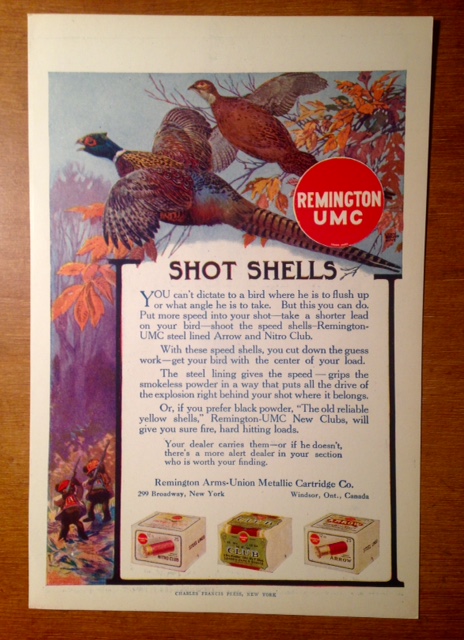 REMINGTON
UMC
SHOT SHELLS
YOU can't dictate to a bird where he is to flush up
or what angle he is to take. But this you can do.
Put more speed into your shot—take a shorter lead
on your bird—shoot the speed shells–Remington-
UMC steel lined Arrow and Nitro Club.
With these speed shells, you cut down the guess
work—get your bird with the center of your load.
The steel lining gives the speed—grips the
smokeless powder in a way that puts all the drive of
the explosion right behind your shot where it belongs.
Or, if you prefer black powder, "The old reliable
yellow shells," Remington-UMC New Clubs, will
give you sure fire, hard hitting loads.
Your dealer carries them—or if he doesn't,
there's a more alert dealer in your section
who is worth your finding.
Remington Arms-Union Metallic Cartridge Co.
299 Broadway, New York Windsor, Ont., Canada
NITRO CLUB
CLUB
ARROW
CHARLES FRANCIS PRESS, NEW YORK